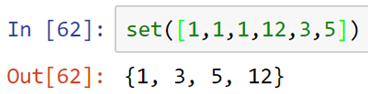 In [62]: set([1,1,1,12,3,5])
Out[62]: {1, 3, 5, 12}